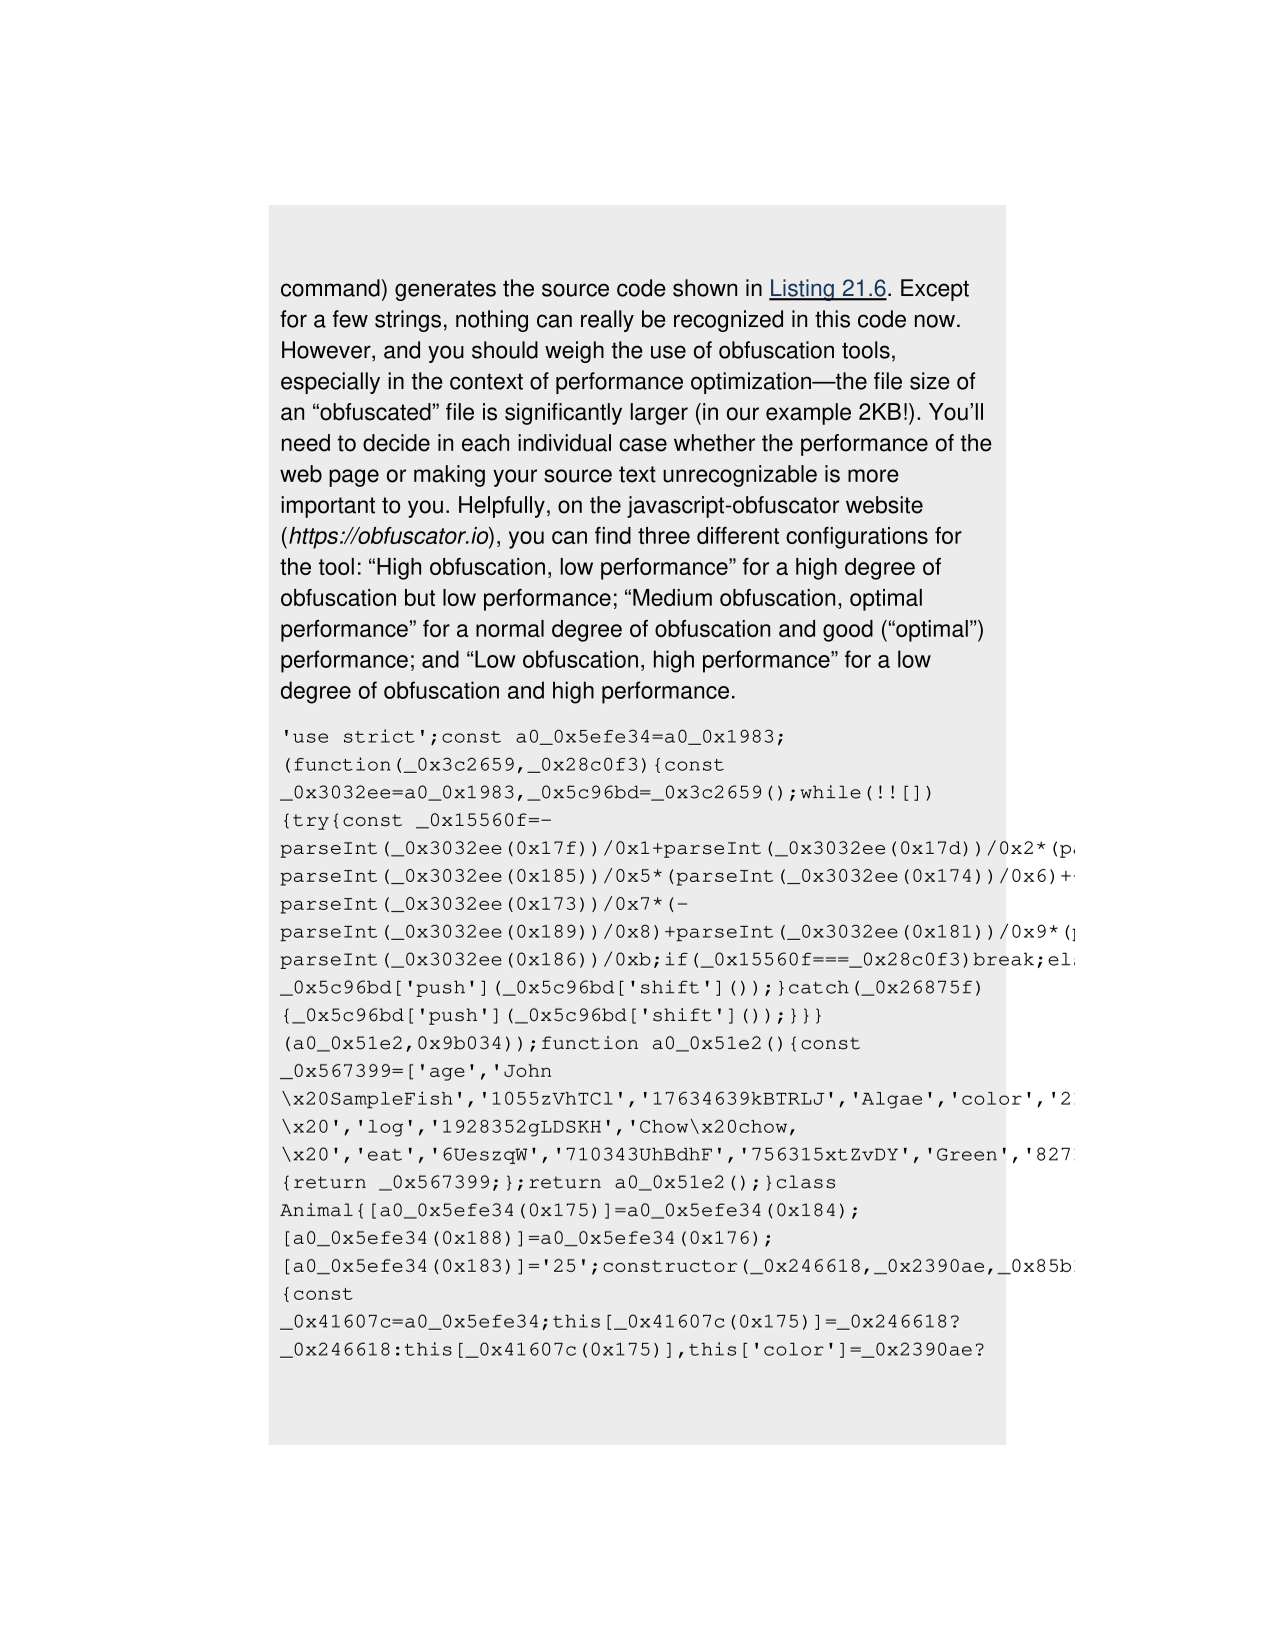 command) generates the source code shown in Listing 21.6. Except
for a few strings, nothing can really be recognized in this code now.
However, and you should weigh the use of obfuscation tools,
especially in the context of performance optimization—the file size of
an “obfuscated” file is significantly larger (in our example 2KB!). You’ll
need to decide in each individual case whether the performance of the
web page or making your source text unrecognizable is more
important to you. Helpfully, on the javascript-obfuscator website
(https://obfuscator.io), you can find three different configurations for
the tool: “High obfuscation, low performance” for a high degree of
obfuscation but low performance; “Medium obfuscation, optimal
performance” for a normal degree of obfuscation and good (“optimal”)
performance; and “Low obfuscation, high performance” for a low
degree of obfuscation and high performance.
'use strict';const a0_0x5efe34=a0_0x1983;
(function(_0x3c2659,_0x28c0f3){const
_0x3032ee=a0_0x1983,_0x5c96bd=_0x3c2659();while(!![])
{try{const _0x15560f=-
parseInt(_0x3032ee(0x17f))/0x1+parseInt(_0x3032ee(0x17d))/0x2*(p
parseInt(_0x3032ee(0x185))/0x5*(parseInt(_0x3032ee(0x174))/0x6)+
parseInt(_0x3032ee(0x173))/0x7*(-
parseInt(_0x3032ee(0x189))/0x8)+parseInt(_0x3032ee(0x181))/0x9*(
parseInt(_0x3032ee(0x186))/0xb;if(_0x15560f===_0x28c0f3)break;el
_0x5c96bd['push'](_0x5c96bd['shift']());}catch(_0x26875f)
{_0x5c96bd['push'](_0x5c96bd['shift']());}}}
(a0_0x51e2,0x9b034));function a0_0x51e2(){const
_0x567399=['age','John
\x20SampleFish','1055zVhTCl','17634639kBTRLJ','Algae','color','2
\x20','log','1928352gLDSKH','Chow\x20chow,
\x20','eat','6UeszqW','710343UhBdhF','756315xtZvDY','Green','827
{return _0x567399;};return a0_0x51e2();}class
Animal{[a0_0x5efe34(0x175)]=a0_0x5efe34(0x184);
[a0_0x5efe34(0x188)]=a0_0x5efe34(0x176);
[a0_0x5efe34(0x183)]='25';constructor(_0x246618,_0x2390ae,_0x85b
{const
_0x41607c=a0_0x5efe34;this[_0x41607c(0x175)]=_0x246618?
_0x246618:this[_0x41607c(0x175)],this['color']=_0x2390ae?